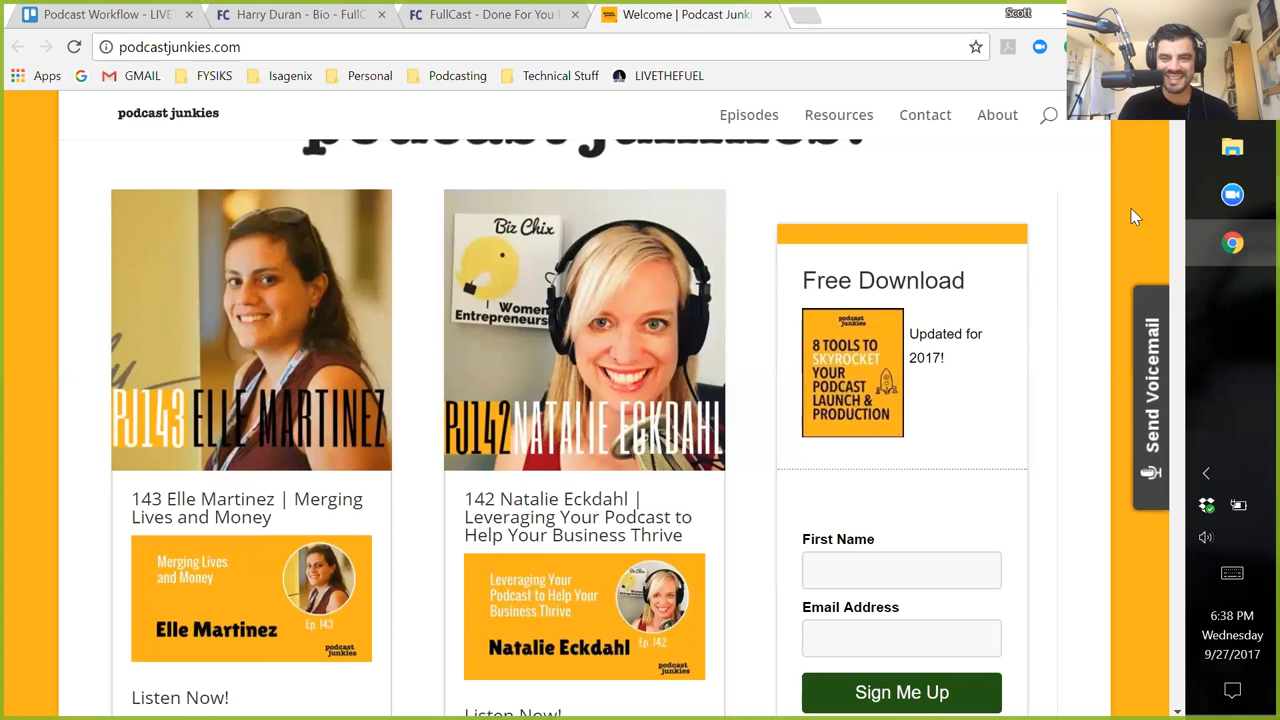 Podcast Workflow - LIVE
Harry Duran - Bio - FullC
FullCast - Done For You
Welcome | Podcast Junki
Scott
podcastjunkies.com
Apps
GMAIL
FYSIKS
Isagenix
Personal
Podcasting
Technical Stuff
LIVETHEFUEL
podcast junkies
Episodes
Resources
Contact
About
podcast junkies!
PJ143 ELLE MARTINEZ
Biz Chix
Women
Entrepreneurs
PJ142 NATALIE ECKDAHL
143 Elle Martinez | Merging
Lives and Money
Merging Lives
and Money
Elle Martinez
Ep. 143
podcast
junkies
Listen Now!
142 Natalie Eckdahl |
Leveraging Your Podcast to
Help Your Business Thrive
Leveraging Your
Podcast to Help Your
Business Thrive
Natalie Eckdahl
Ep. 142
podcast
junkies
Listen Now!
Free Download
podcast
junkies
8 TOOLS TO
SKYROCKET
YOUR
PODCAST
LAUNCH &
PRODUCTION
Updated for
2017!
First Name
Email Address
Sign Me Up
Send Voicemail
6:38 PM
Wednesday
9/27/2017